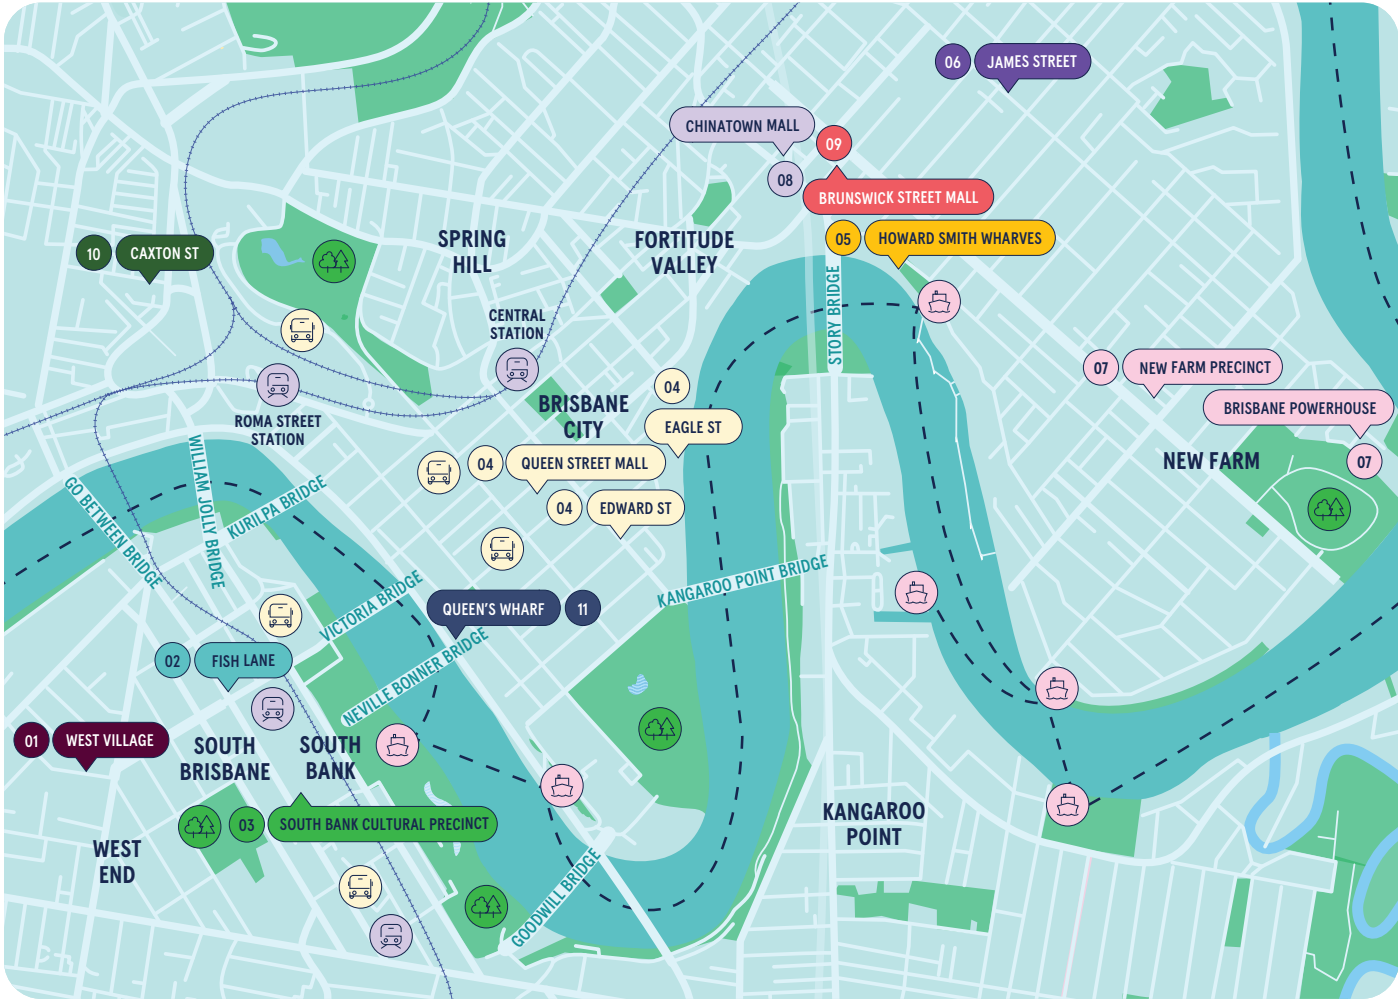 06
JAMES STREET
CHINATOWN MALL
09
08
BRUNSWICK STREET MALL
10
CAXTON ST
SPRING
HILL
FORTITUDE
VALLEY
05
HOWARD SMITH WHARVES
STORY BRIDGE
CENTRAL
STATION
07
NEW FARM PRECINCT
BRISBANE POWERHOUSE
07
NEW FARM
04
BRISBANE
CITY
EAGLE ST
ROMA STREET
STATION
04
QUEEN STREET MALL
04
EDWARD ST
GO BETWEEN BRIDGE
WILLIAM JOLLY BRIDGE
KURILPA BRIDGE
VICTORIA BRIDGE
KANGAROO POINT BRIDGE
QUEEN'S WHARF
11
NEVILLE BONNER BRIDGE
02
FISH LANE
01
WEST VILLAGE
SOUTH
BRISBANE
SOUTH
BANK
03
SOUTH BANK CULTURAL PRECINCT
KANGAROO
POINT
WEST
END
GOODWILL BRIDGE